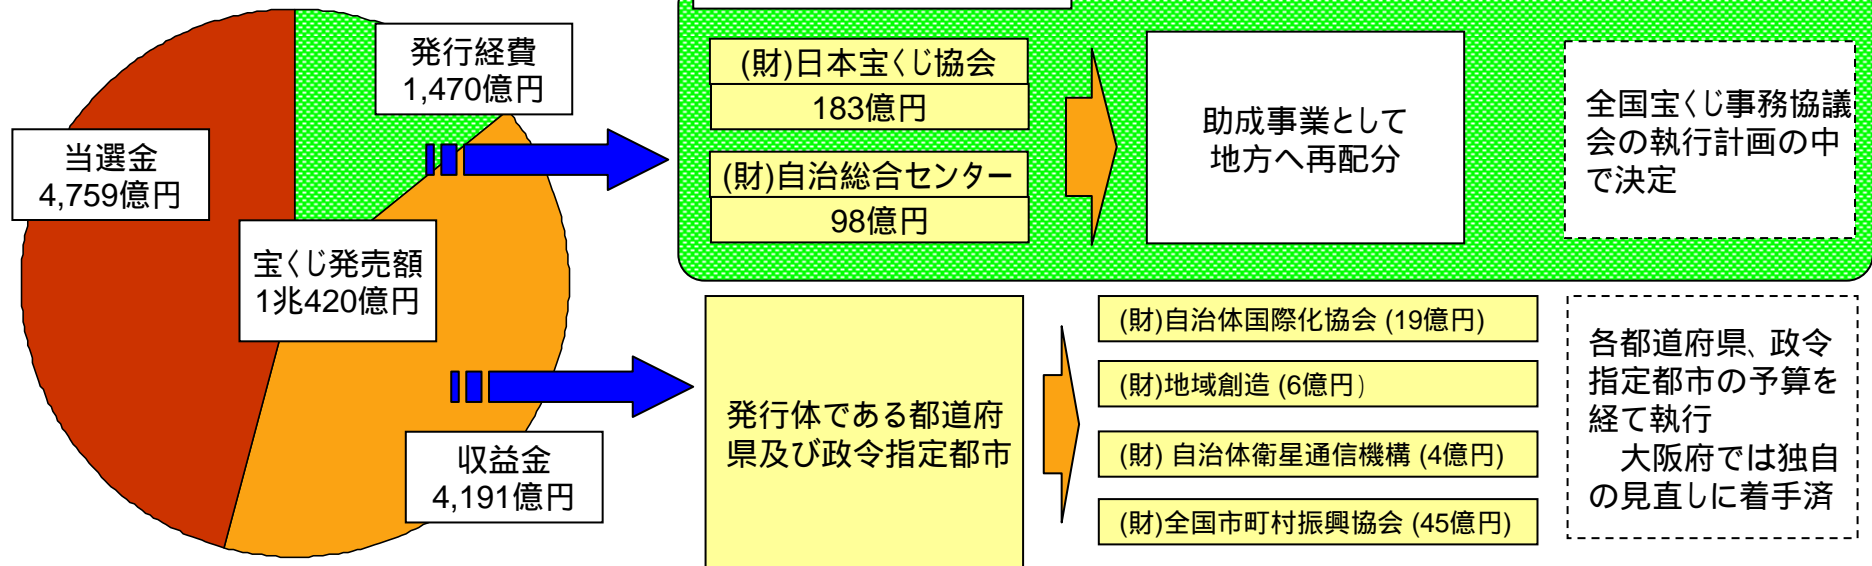 発行経費
1,470億円
当選金
4,759億円
宝くじ発売額
1兆420億円
収益金
4,191億円
(財)日本宝くじ協会
183億円
(財)自治総合センター
98億円
助成事業として
地方へ再配分
全国宝くじ事務協議
会の執行計画の中
で決定
発行体である都道府
県及び政令指定都市
(財)自治体国際化協会 (19億円)
(財)地域創造 (6億円)
(財) 自治体衛星通信機構 (4億円)
(財)全国市町村振興協会 (45億円)
各都道府県、政令
指定都市の予算を
経て執行
　大阪府では独自
の見直しに着手済